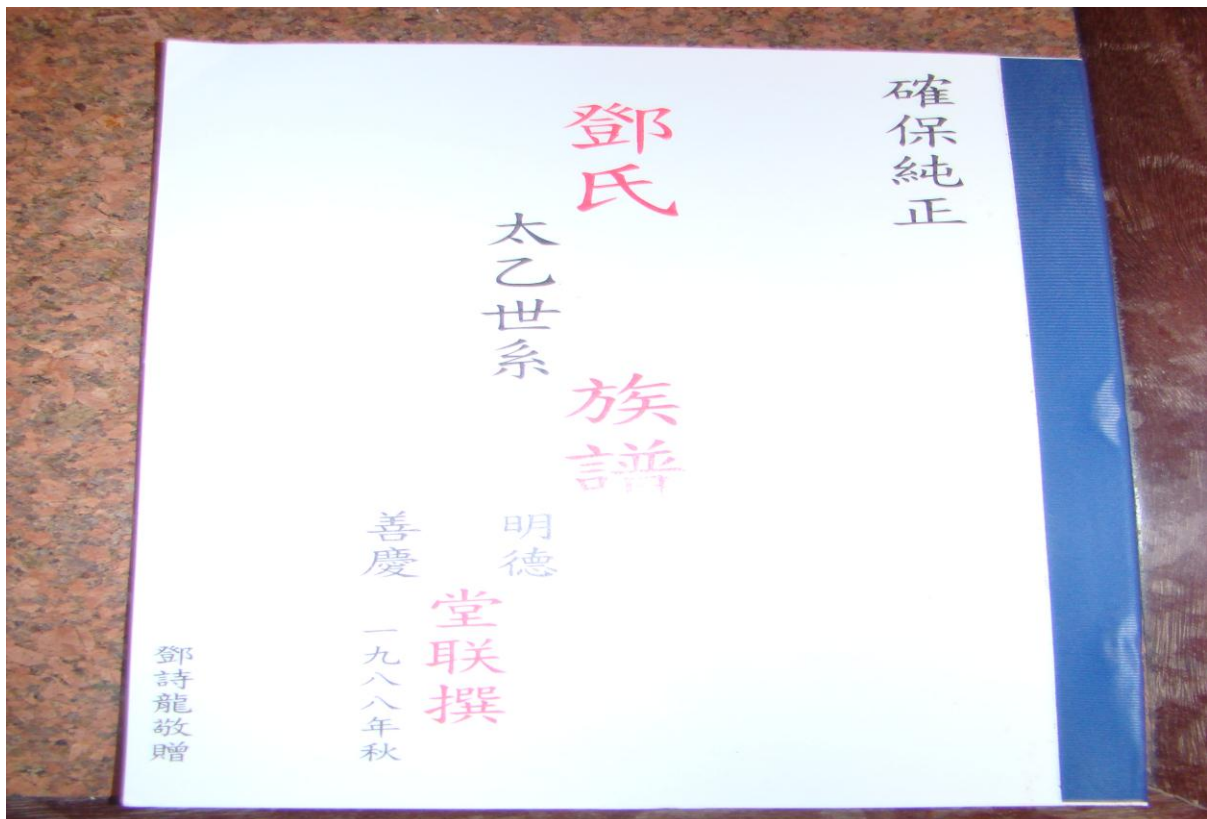 確保純正
鄧氏
族譜
太乙世系
明德
善慶
堂联撰
一九八八年秋
鄧詩龍敬贈